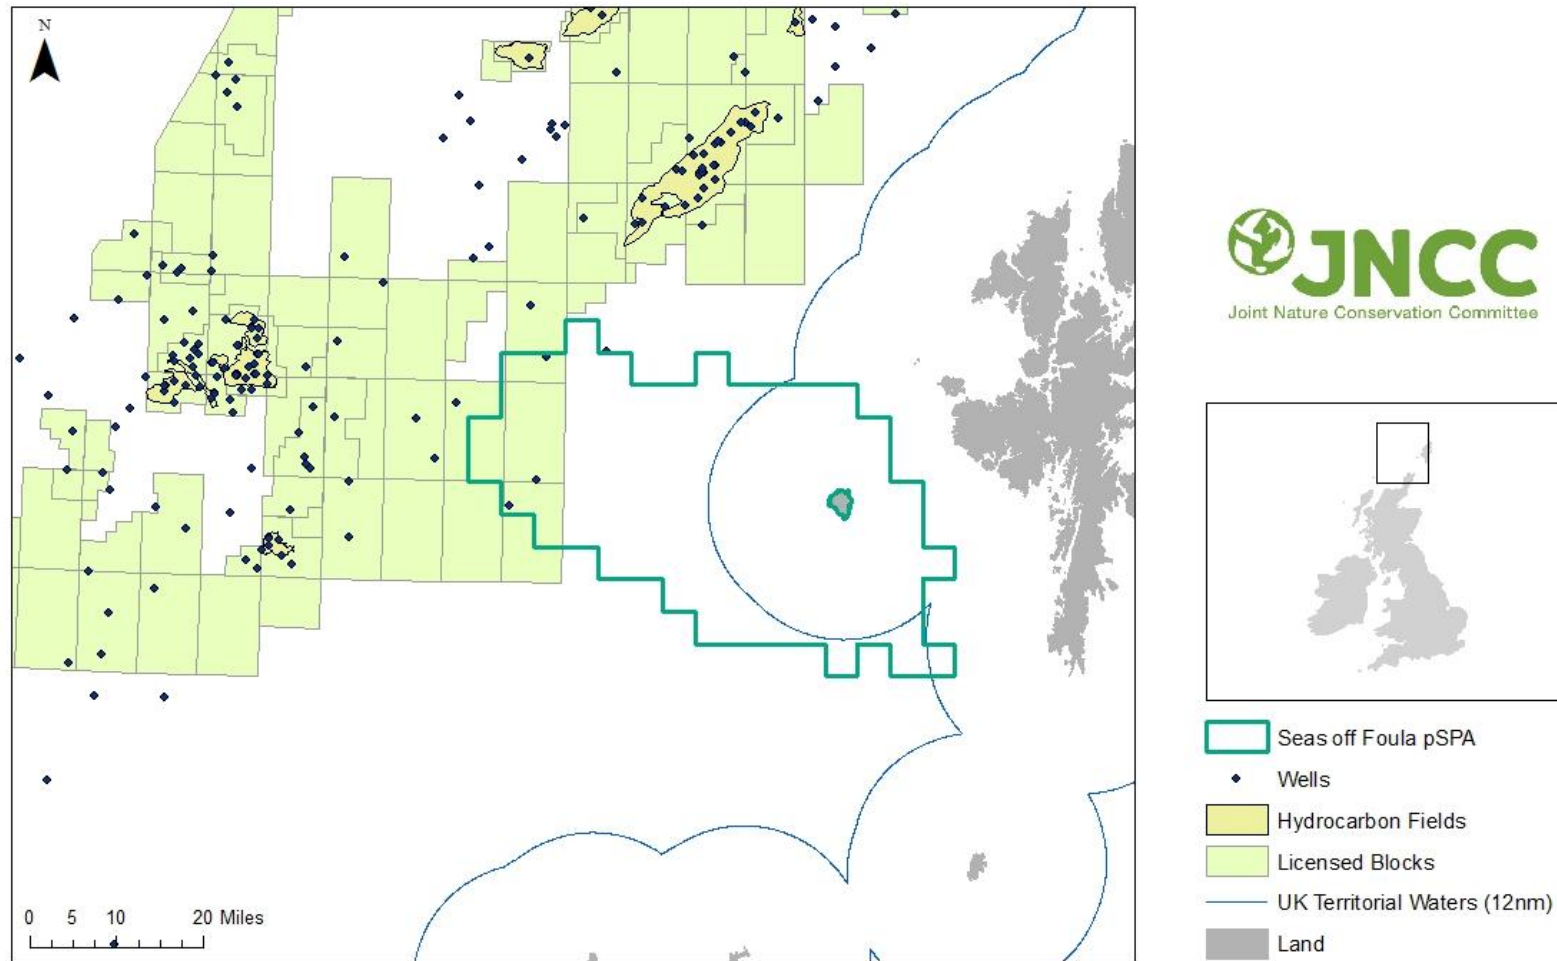 N
0 5 10 20 Miles
JNCC
Joint Nature Conservation Committee
Seas off Foula pSPA
Wells
Hydrocarbon Fields
Licensed Blocks
UK Territorial Waters (12nm)
Land